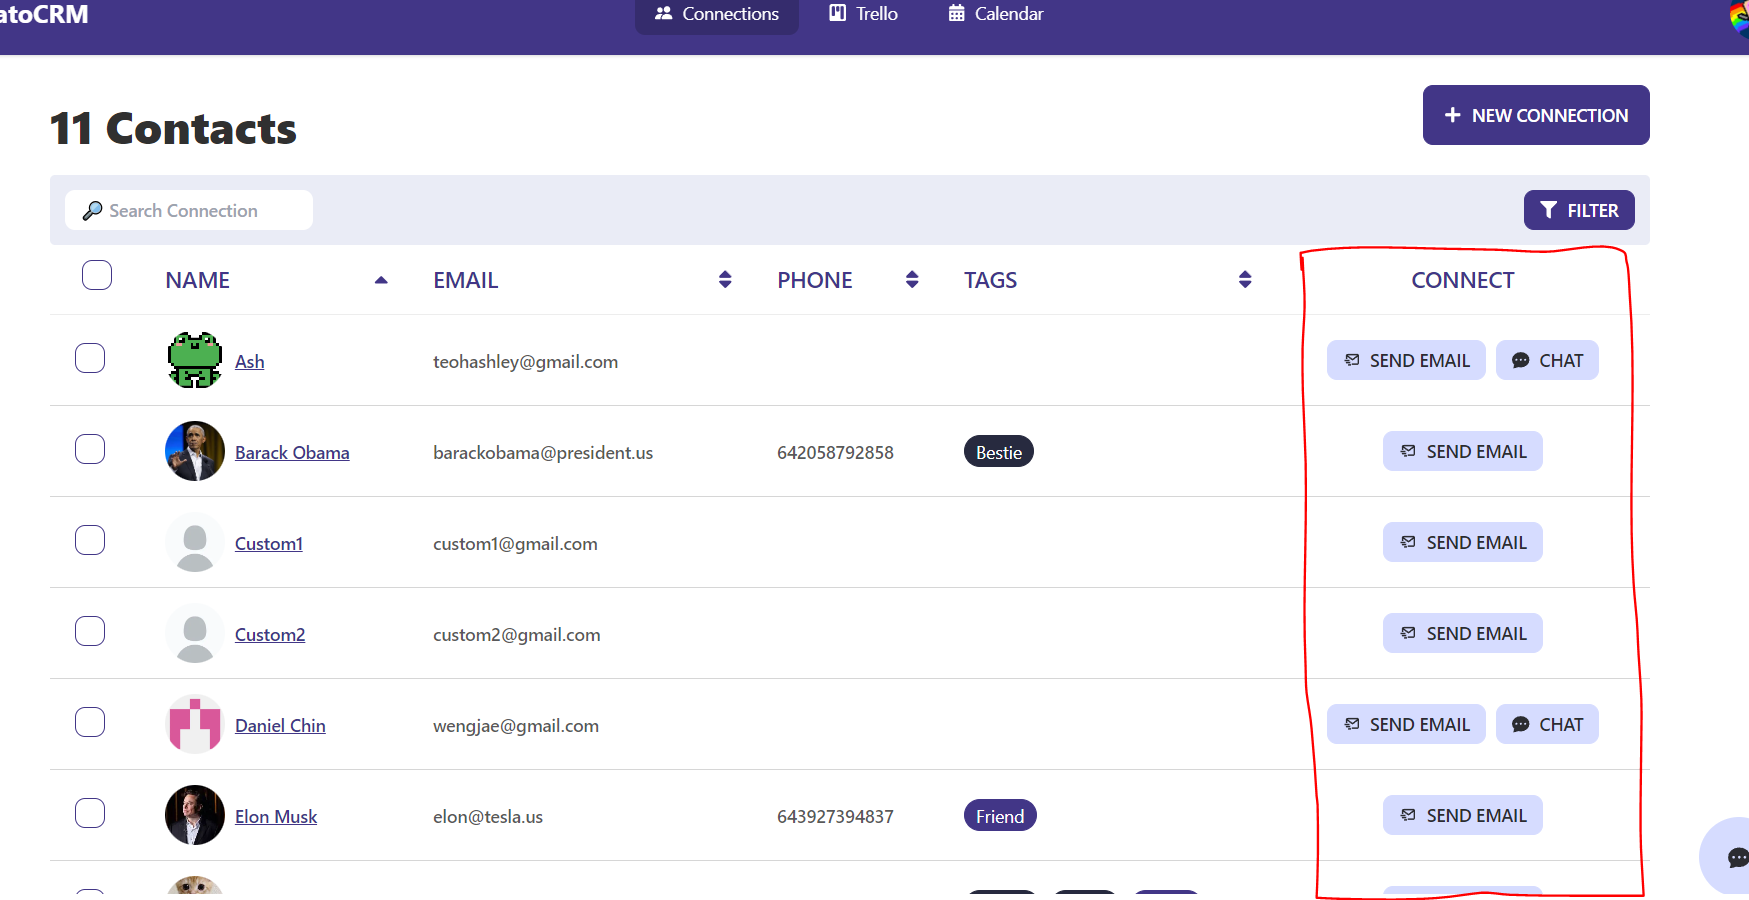 atoCRM
Connections Trello Calendar
11 Contacts
NEW CONNECTION
Search Connection
FILTER
NAME EMAIL PHONE TAGS CONNECT
Ash teohashley@gmail.com SEND EMAIL CHAT
Barack Obama barackobama@president.us 642058792858 Bestie SEND EMAIL
Custom1 custom1@gmail.com SEND EMAIL
Custom2 custom2@gmail.com SEND EMAIL
Daniel Chin wengjae@gmail.com SEND EMAIL CHAT
Elon Musk elon@tesla.us 643927394837 Friend SEND EMAIL